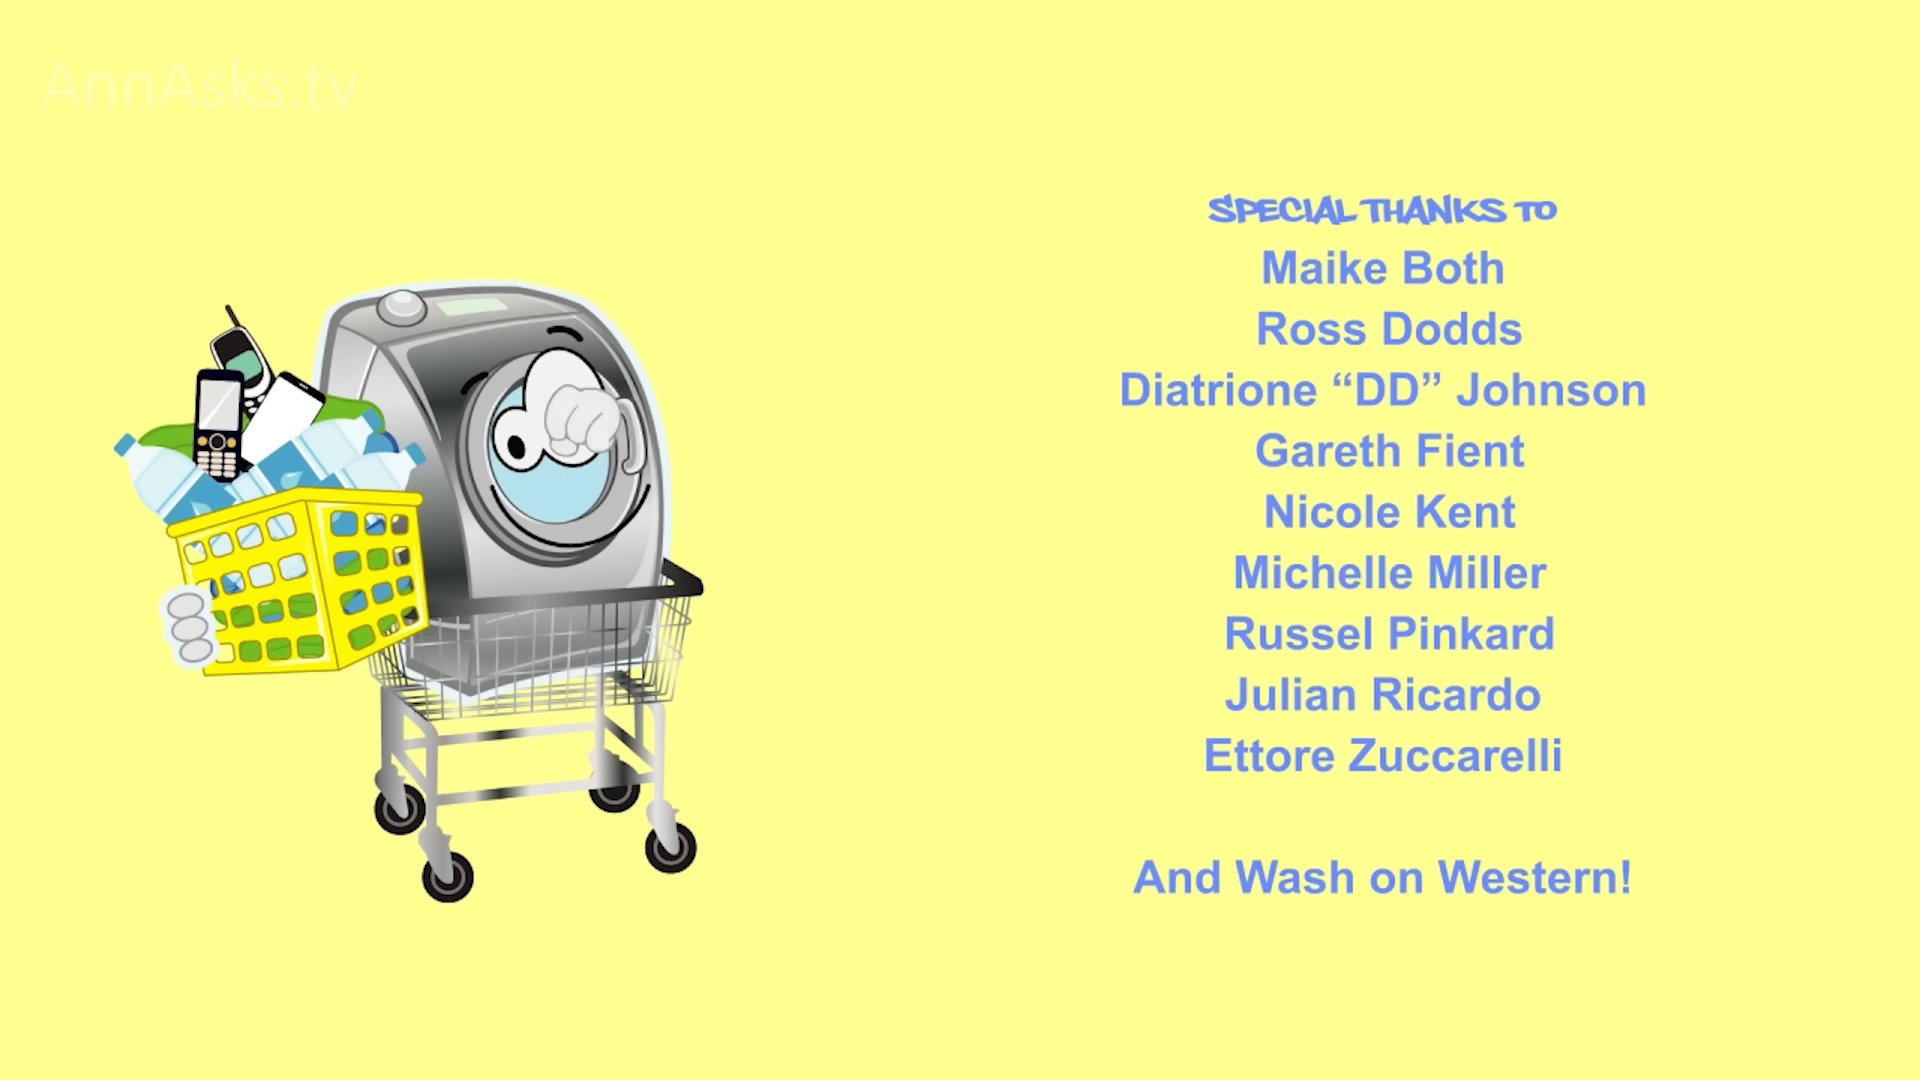 AnnAsks.tv
SPECIAL THANKS TO
Maike Both
Ross Dodds
Diatrione “DD” Johnson
Gareth Fient
Nicole Kent
Michelle Miller
Russel Pinkard
Julian Ricardo
Ettore Zuccarelli
And Wash on Western!